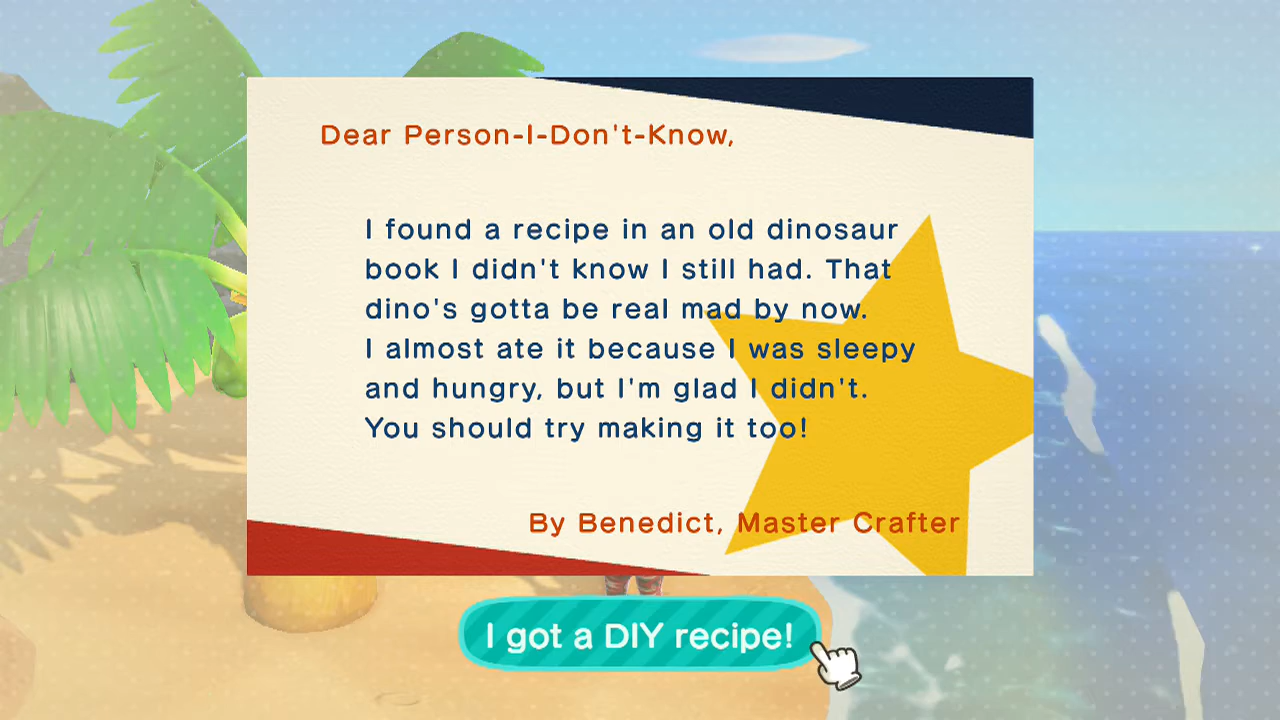 Dear Person-I-Don't-Know,
I found a recipe in an old dinosaur
book I didn't know I still had. That
dino's gotta be real mad by now.
I almost ate it because I was sleepy
and hungry, but I'm glad I didn't.
You should try making it too!
By Benedict, Master Crafter
I got a DIY recipe!